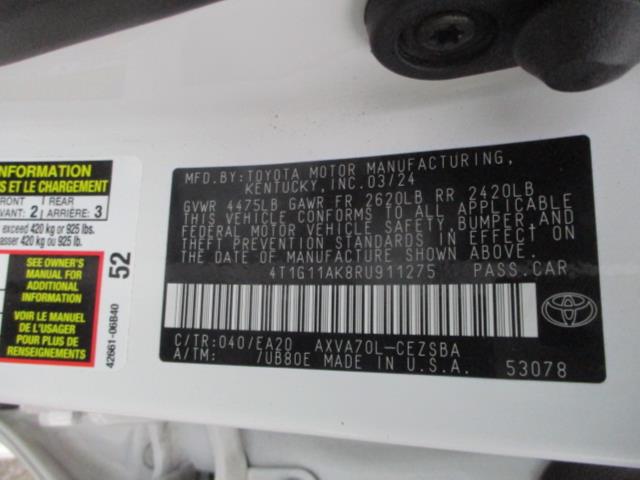 INFORMATION
S ET LE CHARGEMENT
FRONT
VANT: 2
REAR
ARRIÈRE: 3
exceed 420 kg or 925 lbs.
passer 420 kg ou 925 lb.
SEE OWNER'S
MANUAL FOR
ADDITIONAL
INFORMATION
VOIR LE MANUEL
DE L'USAGER
POUR PLUS DE
RENSEIGNEMENTS
52
42661-06B40
MFD.BY:TOYOTA MOTOR MANUFACTURING,
KENTUCKY,INC.03/24
GVWR 4475LB GAWR FR 2620LB RR 2420LB
THIS VEHICLE CONFORMS TO ALL APPLICABLE
FEDERAL MOTOR VEHICLE SAFETY,BUMPER,AND
THEFT PREVENTION STANDARDS IN EFFECT ON
THE DATE OF MANUFACTURE SHOWN ABOVE.
4T1G11AK8RU911275 PASS.CAR
C/TR:040/EA20 AXVA70L-CEZSBA
A/TM: /UB80E MADE IN U.S.A.
53078